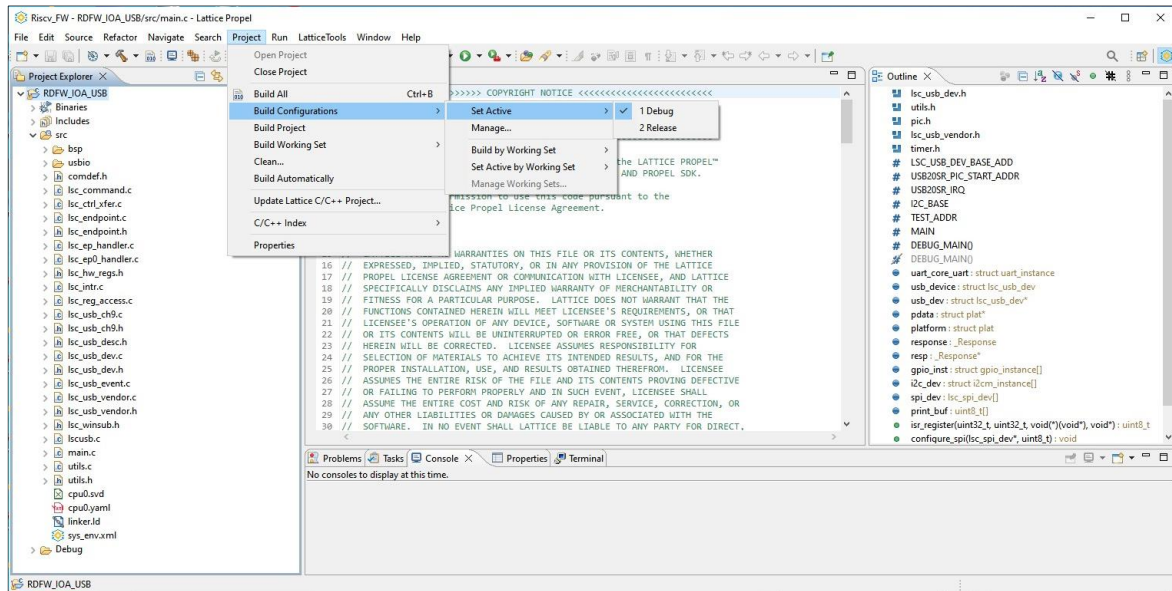 Riscv_FW - RDFW_IOA_USB/src/main.c - Lattice Propel
File Edit Source Refactor Navigate Search Project Run LatticeTools Window Help
Project Explorer
RDFW_IOA_USB
Binaries
Includes
src
bsp
usbio
comdef.h
lsc_command.c
lsc_ctrl_xfer.c
lsc_endpoint.c
lsc_endpoint.h
lsc_ep_handler.c
lsc_ep0_handler.c
lsc_hw_regs.h
lsc_intr.c
lsc_reg_access.c
lsc_usb_ch9.c
lsc_usb_ch9.h
lsc_usb_desc.h
lsc_usb_dev.c
lsc_usb_dev.h
lsc_usb_event.c
lsc_usb_vendor.c
lsc_usb_vendor.h
lsc_winsub.h
lscusb.c
main.c
utils.c
utils.h
cpu0.svd
cpu0.yaml
linker.ld
sys_env.xml
Debug
Open Project
Close Project
Build All Ctrl+B
Build Configurations
Build Project
Build Working Set
Clean...
Build Automatically
Update Lattice C/C++ Project...
C/C++ Index
Properties
Set Active
Manage...
Build by Working Set
Set Active by Working Set
Manage Working Sets...
1 Debug
2 Release
>>>>>> COPYRIGHT NOTICE <<<<<<<<<<<<<<<<<<<<<<<<<
the LATTICE PROPEL™
AND PROPEL SDK.
mission to use this code pursuant to the
ice Propel License Agreement.
WARRANTIES ON THIS FILE OR ITS CONTENTS, WHETHER
16 // EXPRESSED, IMPLIED, STATUTORY, OR IN ANY PROVISION OF THE LATTICE
17 // PROPEL LICENSE AGREEMENT OR COMMUNICATION WITH LICENSEE, AND LATTICE
18 // SPECIFICALLY DISCLAIMS ANY IMPLIED WARRANTY OF MERCHANTABILITY OR
19 // FITNESS FOR A PARTICULAR PURPOSE. LATTICE DOES NOT WARRANT THAT THE
20 // FUNCTIONS CONTAINED HEREIN WILL MEET LICENSEE'S REQUIREMENTS, OR THAT
21 // LICENSEE'S OPERATION OF ANY DEVICE, SOFTWARE OR SYSTEM USING THIS FILE
22 // OR ITS CONTENTS WILL BE UNINTERRUPTED OR ERROR FREE, OR THAT DEFECTS
23 // HEREIN WILL BE CORRECTED. LICENSEE ASSUMES RESPONSIBILITY FOR
24 // SELECTION OF MATERIALS TO ACHIEVE ITS INTENDED RESULTS, AND FOR THE
25 // PROPER INSTALLATION, USE, AND RESULTS OBTAINED THEREFROM. LICENSEE
26 // ASSUMES THE ENTIRE RISK OF THE FILE AND ITS CONTENTS PROVING DEFECTIVE
27 // OR FAILING TO PERFORM PROPERLY AND IN SUCH EVENT, LICENSEE SHALL
28 // ASSUME THE ENTIRE COST AND RISK OF ANY REPAIR, SERVICE, CORRECTION, OR
29 // ANY OTHER LIABILITIES OR DAMAGES CAUSED BY OR ASSOCIATED WITH THE
30 // SOFTWARE. IN NO EVENT SHALL LATTICE BE LIABLE TO ANY PARTY FOR DIRECT,
Outline
lsc_usb_dev.h
utils.h
pic.h
lsc_usb_vendor.h
timer.h
LSC_USB_DEV_BASE_ADD
USB20SR_PIC_START_ADDR
USB20SR_IRQ
I2C_BASE
TEST_ADDR
MAIN
DEBUG_MAIN()
DEBUG_MAIN()
uart_core_uart : struct uart_instance
usb_device : struct lsc_usb_dev
usb_dev : struct lsc_usb_dev*
pdata : struct plat*
platform : struct plat
response : _Response
resp : _Response*
gpio_inst : struct gpio_instance[]
i2c_dev : struct i2cm_instance[]
spi_dev : lsc_spi_dev[]
print_buf : uint8_t[]
isr_register(uint32_t, uint32_t, void(*)(void*), void*) : uint8_t
configure_spi(lsc_spi_dev*, uint8_t) : void
Problems Tasks Console Properties Terminal
No consoles to display at this time.
RDFW_IOA_USB